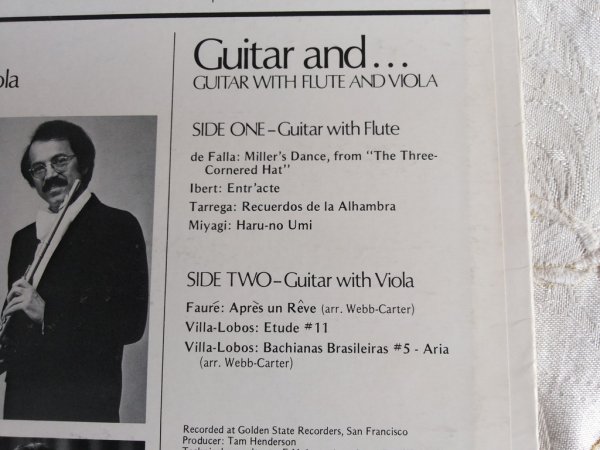 ola
Guitar and...
GUITAR WITH FLUTE AND VIOLA
SIDE ONE–Guitar with Flute
de Falla: Miller's Dance, from "The Three-
Cornered Hat"
Ibert: Entr'acte
Tarrega: Recuerdos de la Alhambra
Miyagi: Haru-no Umi
SIDE TWO–Guitar with Viola
Fauré: Après un Rêve (arr. Webb-Carter)
Villa-Lobos: Etude #11
Villa-Lobos: Bachianas Brasileiras #5 - Aria
(arr. Webb-Carter)
Recorded at Golden State Recorders, San Francisco
Producer: Tam Henderson